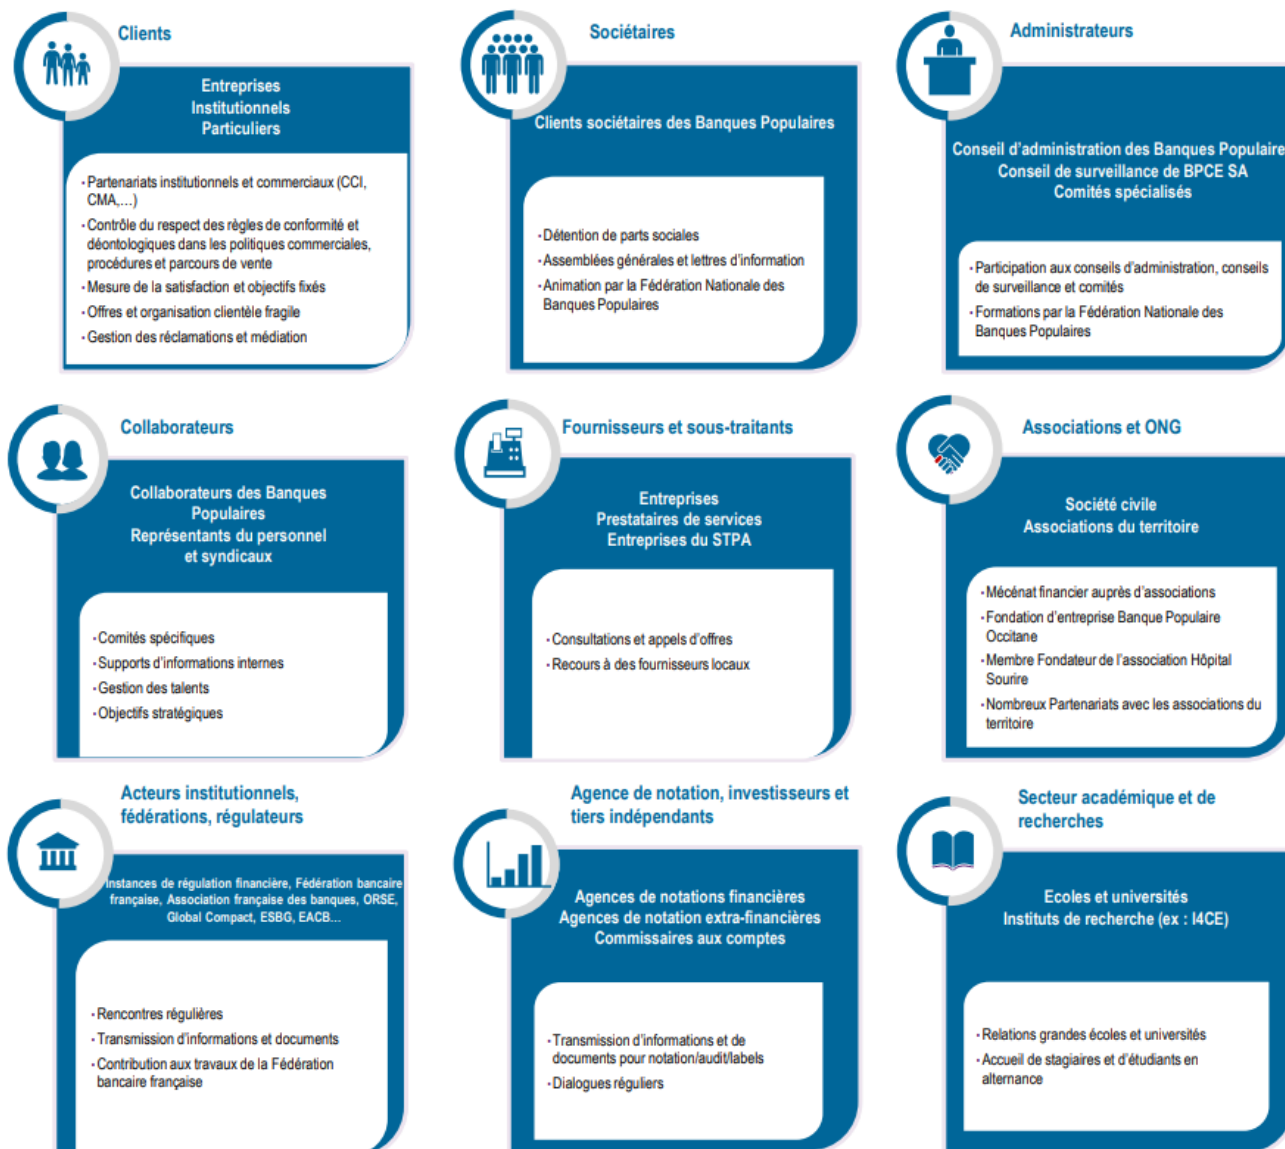 Clients
Entreprises
Institutionnels
Particuliers
• Partenariats institutionnels et commerciaux (CCI,
CMA,…)
• Contrôle du respect des règles de conformité et
déontologiques dans les politiques commerciales,
procédures et parcours de vente
• Mesure de la satisfaction et objectifs fixés
• Offres et organisation clientèle fragile
• Gestion des réclamations et médiation
Sociétaires
Clients sociétaires des Banques Populaires
• Détention de parts sociales
• Assemblées générales et lettres d’information
• Animation par la Fédération Nationale des
Banques Populaires
Administrateurs
Conseil d’administration des Banques Populaire
Conseil de surveillance de BPCE SA
Comités spécialisés
• Participation aux conseils d’administration, conseils
de surveillance et comités
• Formations par la Fédération Nationale des
Banques Populaires
Collaborateurs
Collaborateurs des Banques
Populaires
Représentants du personnel
et syndicaux
• Comités spécifiques
• Supports d’informations internes
• Gestion des talents
• Objectifs stratégiques
Fournisseurs et sous-traitants
Entreprises
Prestataires de services
Entreprises du STPA
• Consultations et appels d’offres
• Recours à des fournisseurs locaux
Associations et ONG
Société civile
Associations du territoire
• Mécénat financier auprès d’associations
• Fondation d’entreprise Banque Populaire
Occitane
• Membre Fondateur de l’association Hôpital
Sourire
• Nombreux Partenariats avec les associations du
territoire
Acteurs institutionnels,
fédérations, régulateurs
Instances de régulation financière, Fédération bancaire
française, Association française des banques, ORSE,
Global Compact, ESBG, EACB…
• Rencontres régulières
• Transmission d’informations et documents
• Contribution aux travaux de la Fédération
bancaire française
Agence de notation, investisseurs et
tiers indépendants
Agences de notations financières
Agences de notation extra-financières
Commissaires aux comptes
• Transmission d’informations et de
documents pour notation/audit/labels
• Dialogues réguliers
Secteur académique et de
recherches
Ecoles et universités
Instituts de recherche (ex : I4CE)
• Relations grandes écoles et universités
• Accueil de stagiaires et d’étudiants en
alternance